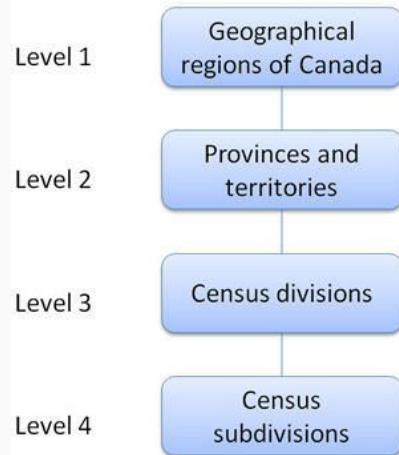 Level 1
Geographical
regions of Canada
Level 2
Provinces and
territories
Level 3
Census divisions
Level 4
Census
subdivisions